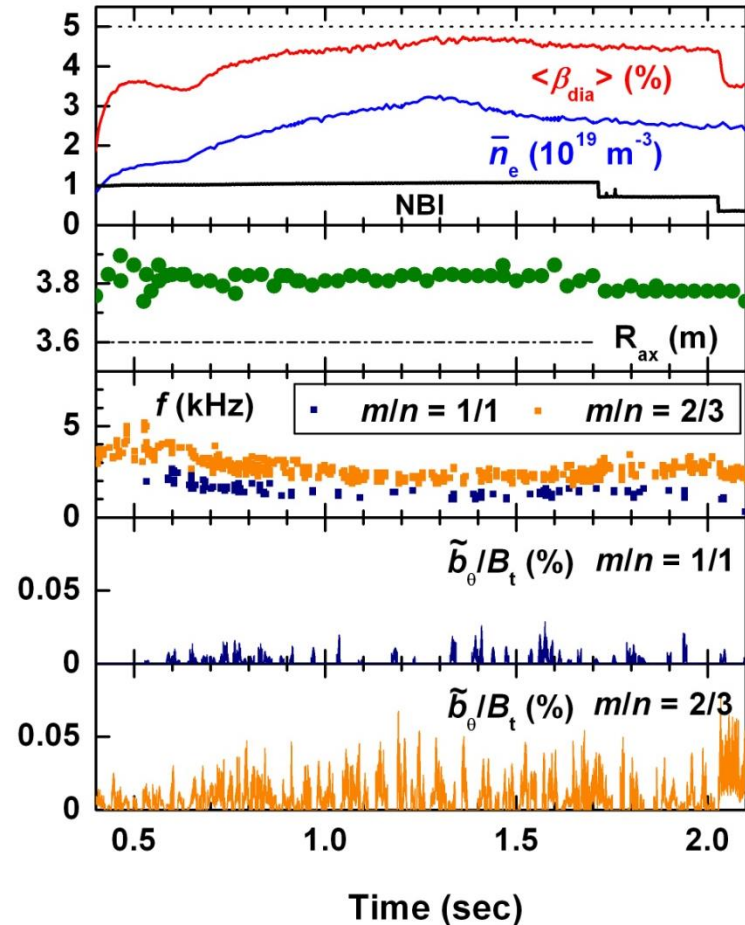 5
4
<β_dia> (%)
3
n̄_e (10^19 m^-3)
2
1
NBI
0
3.8
3.6
R_ax (m)
f (kHz)
m/n = 1/1 m/n = 2/3
5
0
b̃_θ/B_t (%) m/n = 1/1
0.05
0
b̃_θ/B_t (%) m/n = 2/3
0.05
0
0.5 1.0 1.5 2.0
Time (sec)